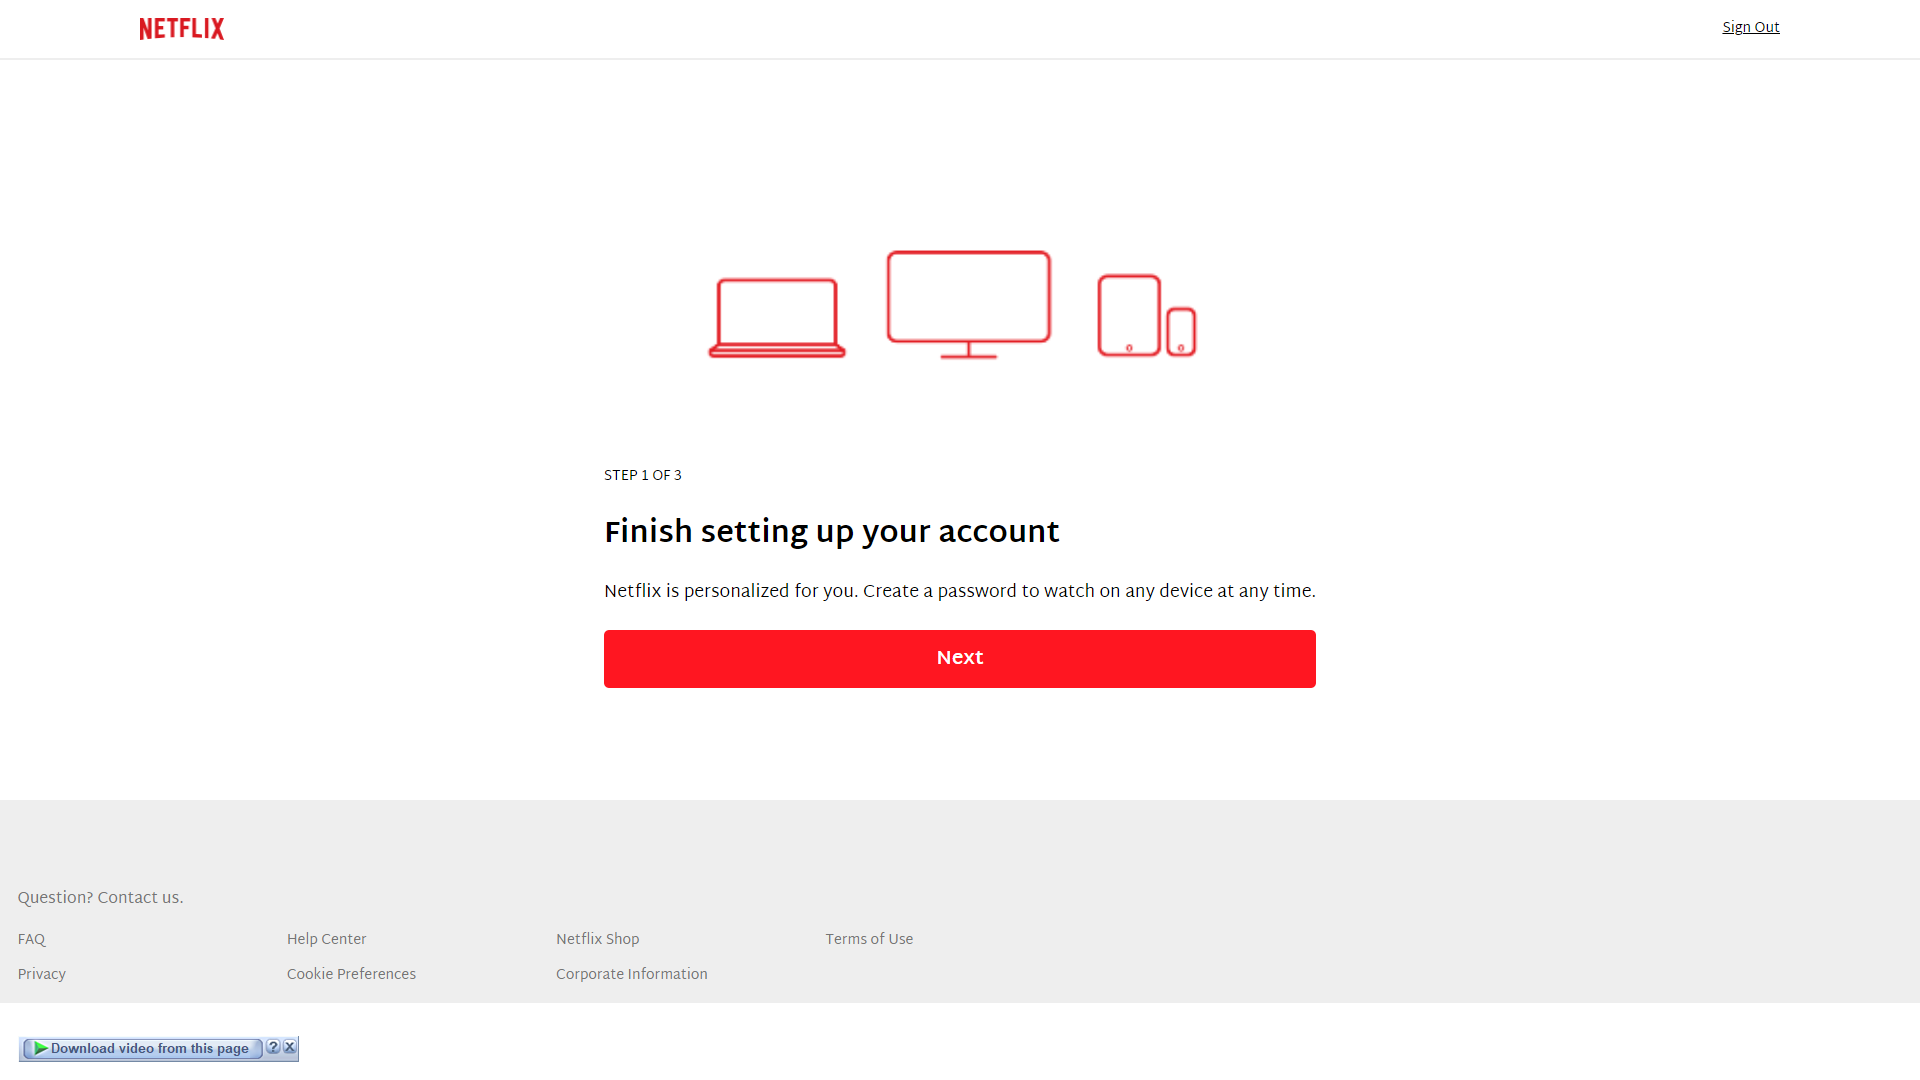 NETFLIX
Sign Out
STEP 1 OF 3
Finish setting up your account
Netflix is personalized for you. Create a password to watch on any device at any time.
Next
Question? Contact us.
FAQ
Help Center
Netflix Shop
Terms of Use
Privacy
Cookie Preferences
Corporate Information
Download video from this page